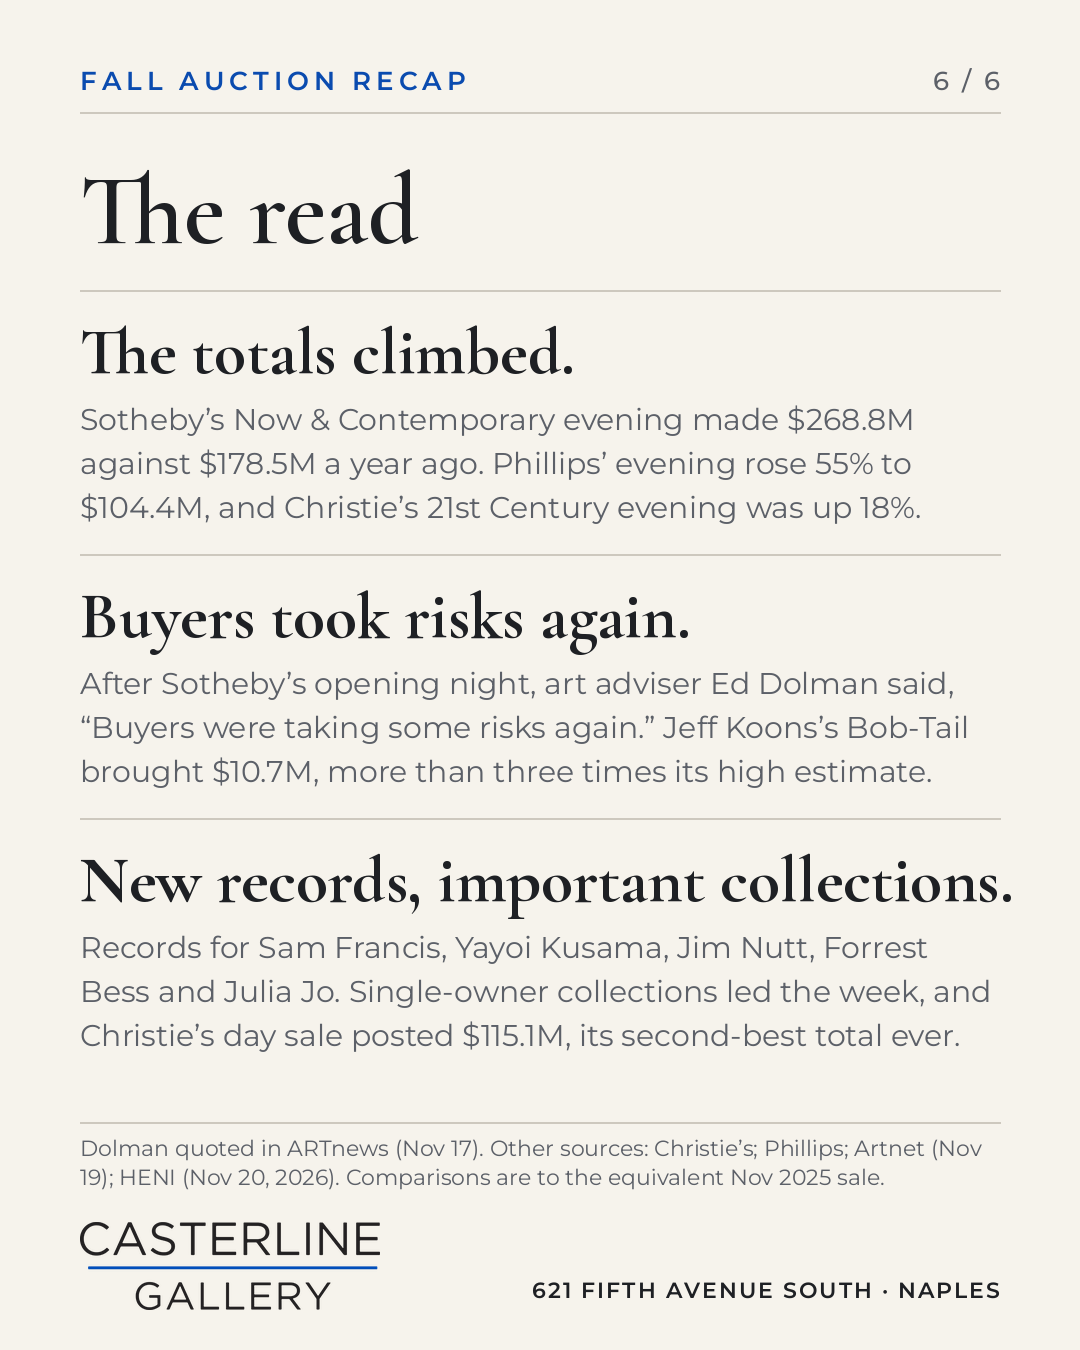 FALL AUCTION RECAP
6 / 6
The read
The totals climbed.
Sotheby’s Now & Contemporary evening made $268.8M
against $178.5M a year ago. Phillips’ evening rose 55% to
$104.4M, and Christie’s 21st Century evening was up 18%.
Buyers took risks again.
After Sotheby’s opening night, art adviser Ed Dolman said,
“Buyers were taking some risks again.” Jeff Koons’s Bob-Tail
brought $10.7M, more than three times its high estimate.
New records, important collections.
Records for Sam Francis, Yayoi Kusama, Jim Nutt, Forrest
Bess and Julia Jo. Single-owner collections led the week, and
Christie’s day sale posted $115.1M, its second-best total ever.
Dolman quoted in ARTnews (Nov 17). Other sources: Christie’s; Phillips; Artnet (Nov
19); HENI (Nov 20, 2026). Comparisons are to the equivalent Nov 2025 sale.
CASTERLINE
GALLERY
621 FIFTH AVENUE SOUTH · NAPLES